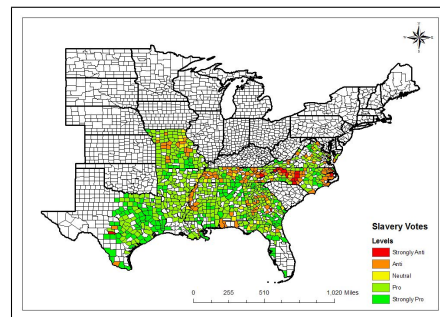 N
Slavery Votes
Levels
Strongly Anti
Anti
Neutral
Pro
Strongly Pro
0 255 510 1,020 Miles